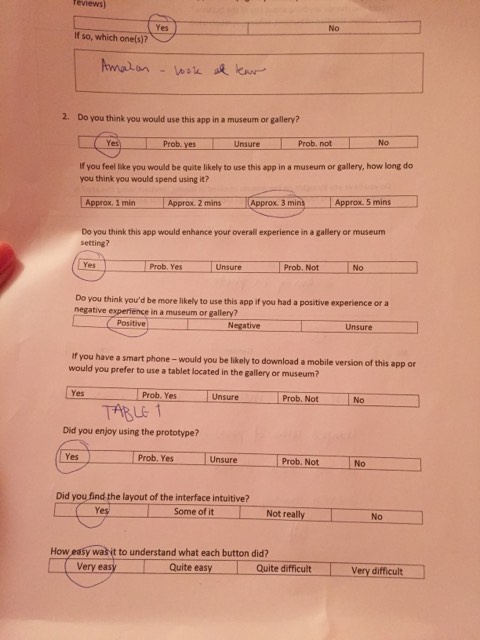 reviews)
Yes No
If so, which one(s)?
Amazon - look at
2. Do you think you would use this app in a museum or gallery?
Yes Prob. yes Unsure Prob. not No
If you feel like you would be quite likely to use this app in a museum or gallery, how long do
you think you would spend using it?
Approx. 1 min Approx. 2 mins Approx. 3 mins Approx. 5 mins
Do you think this app would enhance your overall experience in a gallery or museum
setting?
Yes Prob. Yes Unsure Prob. Not No
Do you think you'd be more likely to use this app if you had a positive experience or a
negative experience in a museum or gallery?
Positive Negative Unsure
If you have a smart phone – would you be likely to download a mobile version of this app or
would you prefer to use a tablet located in the gallery or museum?
Yes Prob. Yes Unsure Prob. Not No
TABLET
Did you enjoy using the prototype?
Yes Prob. Yes Unsure Prob. Not No
Did you find the layout of the interface intuitive?
Yes Some of it Not really No
How easy was it to understand what each button did?
Very easy Quite easy Quite difficult Very difficult